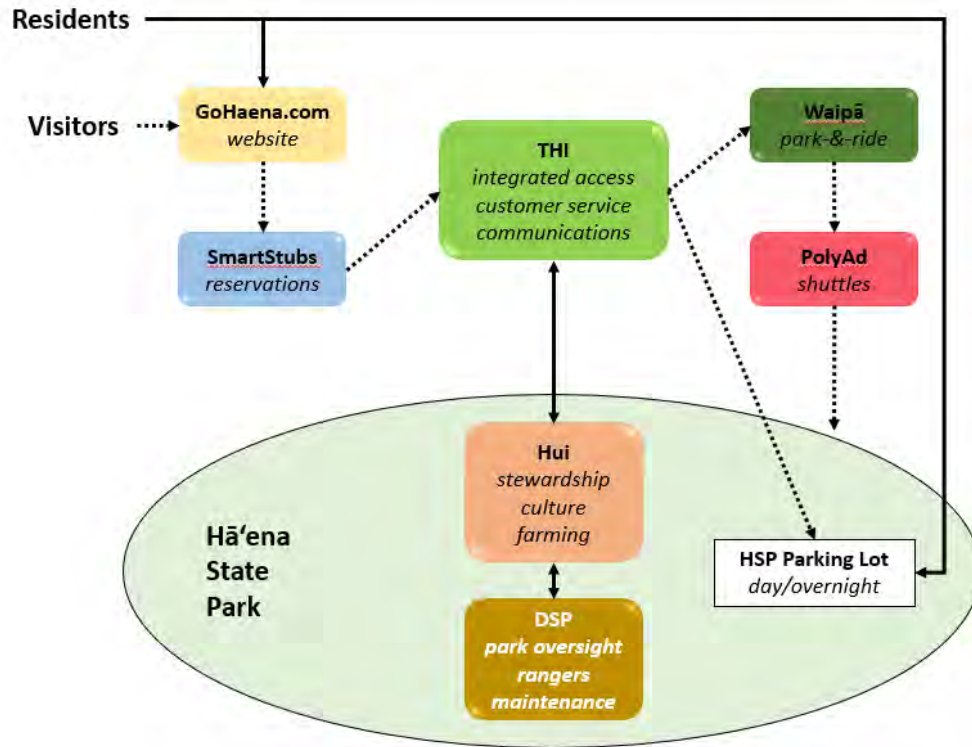 Residents
GoHaena.com
website
Visitors
SmartStubs
reservations
THI
integrated access
customer service
communications
Waipā
park-&-ride
PolyAd
shuttles
Hui
stewardship
culture
farming
Hāʻena
State
Park
HSP Parking Lot
day/overnight
DSP
park oversight
rangers
maintenance